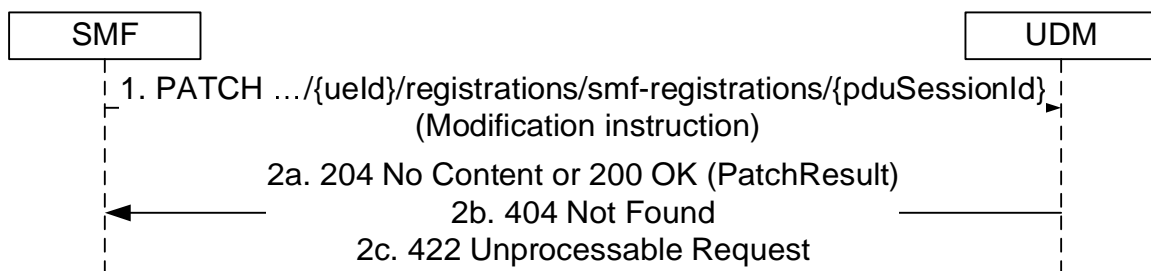 SMF
UDM
1. PATCH …/{ueId}/registrations/smf-registrations/{pduSessionId}
(Modification instruction)
2a. 204 No Content or 200 OK (PatchResult)
2b. 404 Not Found
2c. 422 Unprocessable Request